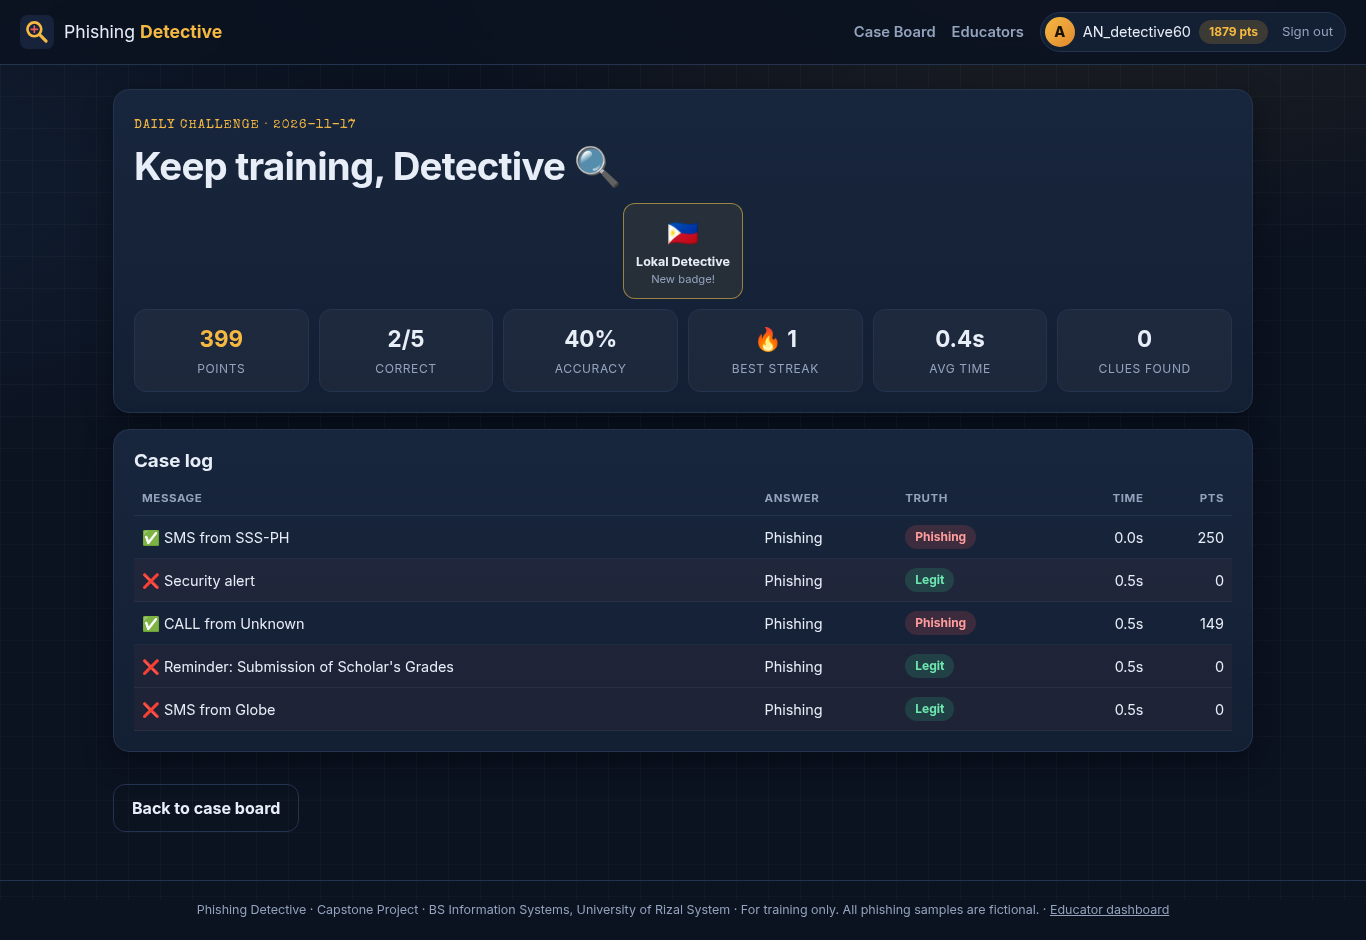 Phishing Detective
Case Board
Educators
A
AN_detective60
1879 pts
Sign out
DAILY CHALLENGE · 2026-11-17
Keep training, Detective 🔍
🇵🇭
Lokal Detective
New badge!
399
POINTS
2/5
CORRECT
40%
ACCURACY
🔥 1
BEST STREAK
0.4s
AVG TIME
0
CLUES FOUND
Case log
MESSAGE ANSWER TRUTH TIME PTS
✅ SMS from SSS-PH Phishing Phishing 0.0s 250
❌ Security alert Phishing Legit 0.5s 0
✅ CALL from Unknown Phishing Phishing 0.5s 149
❌ Reminder: Submission of Scholar's Grades Phishing Legit 0.5s 0
❌ SMS from Globe Phishing Legit 0.5s 0
Back to case board
Phishing Detective · Capstone Project · BS Information Systems, University of Rizal System · For training only. All phishing samples are fictional. · Educator dashboard